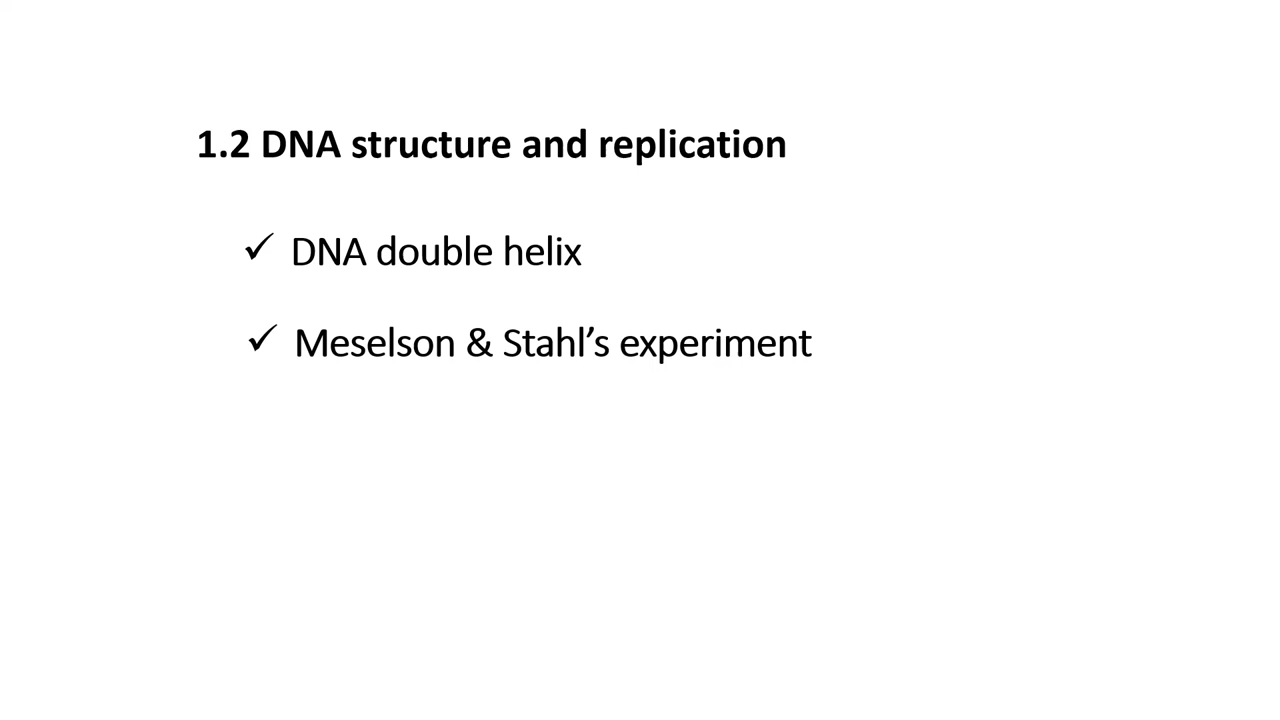 1.2 DNA structure and replication
✓ DNA double helix
✓ Meselson & Stahl’s experiment